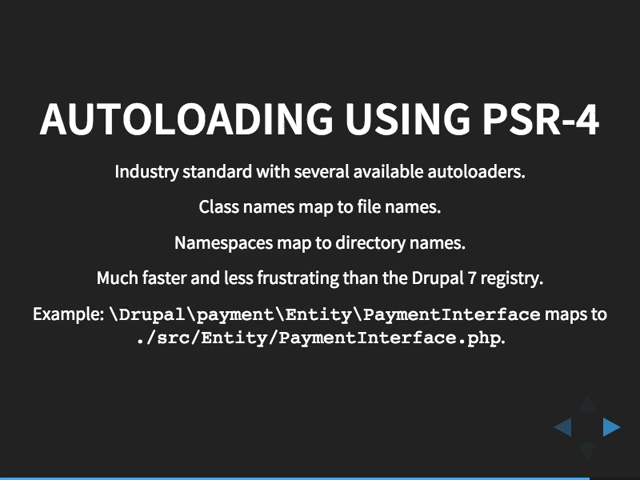 AUTOLOADING USING PSR-4
Industry standard with several available autoloaders.
Class names map to file names.
Namespaces map to directory names.
Much faster and less frustrating than the Drupal 7 registry.
Example: \Drupal\payment\Entity\PaymentInterface maps to
./src/Entity/PaymentInterface.php.